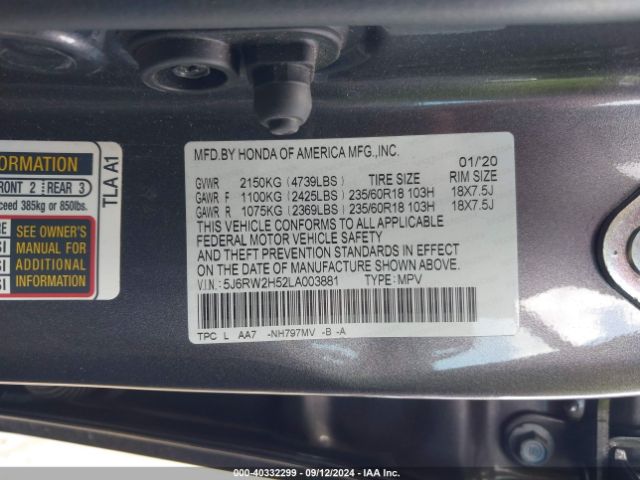 MFD.BY HONDA OF AMERICA MFG.,INC.
01/'20
GVWR 2150KG (4739LBS) TIRE SIZE RIM SIZE
GAWR F 1100KG (2425LBS) 235/60R18 103H 18X7.5J
GAWR R 1075KG (2369LBS) 235/60R18 103H 18X7.5J
THIS VEHICLE CONFORMS TO ALL APPLICABLE
FEDERAL MOTOR VEHICLE SAFETY
AND THEFT PREVENTION STANDARDS IN EFFECT
ON THE DATE OF MANUFACTURE SHOWN ABOVE.
V.I.N.: 5J6RW2H52LA003881 TYPE: MPV
TPC L AA7 -NH797MV -B -A
FORMATION
FRONT 2 REAR 3
ceed 385kg or 850lbs.
SEE OWNER'S
MANUAL FOR
ADDITIONAL
INFORMATION
TLA A1
000-40332299 - 09/12/2024 - IAA Inc.